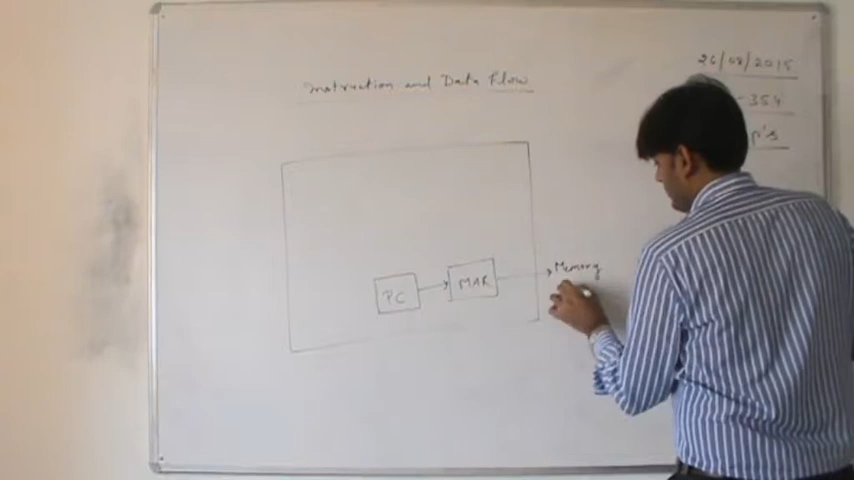 Instruction and Data Flow
26/08/2015
- 354
p's
Memory
PC
MAR